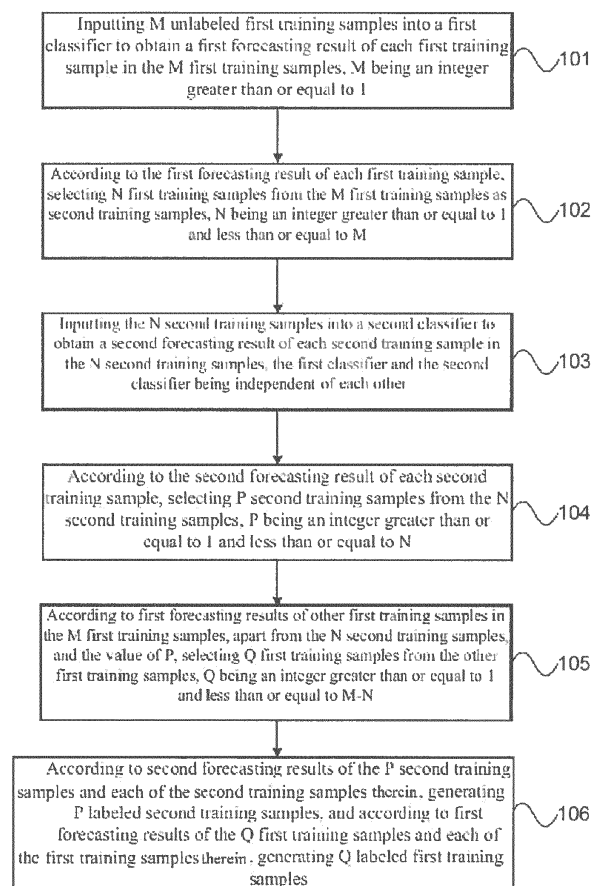 Inputting M unlabeled first training samples into a first
classifier to obtain a first forecasting result of each first training
sample in the M first training samples, M being an integer
greater than or equal to 1
101
According to the first forecasting result of each first training sample,
selecting N first training samples from the M first training samples as
second training samples, N being an integer greater than or equal to 1
and less than or equal to M
102
Inputting the N second training samples into a second classifier to
obtain a second forecasting result of each second training sample in
the N second training samples, the first classifier and the second
classifier being independent of each other
103
According to the second forecasting result of each second
training sample, selecting P second training samples from the N
second training samples, P being an integer greater than or
equal to 1 and less than or equal to N
104
According to first forecasting results of other first training samples in
the M first training samples, apart from the N second training samples,
and the value of P, selecting Q first training samples from the other
first training samples, Q being an integer greater than or equal to 1
and less than or equal to M-N
105
According to second forecasting results of the P second training
samples and each of the second training samples therein, generating
P labeled second training samples, and according to first
forecasting results of the Q first training samples and each of
the first training samples therein, generating Q labeled first training
samples
106